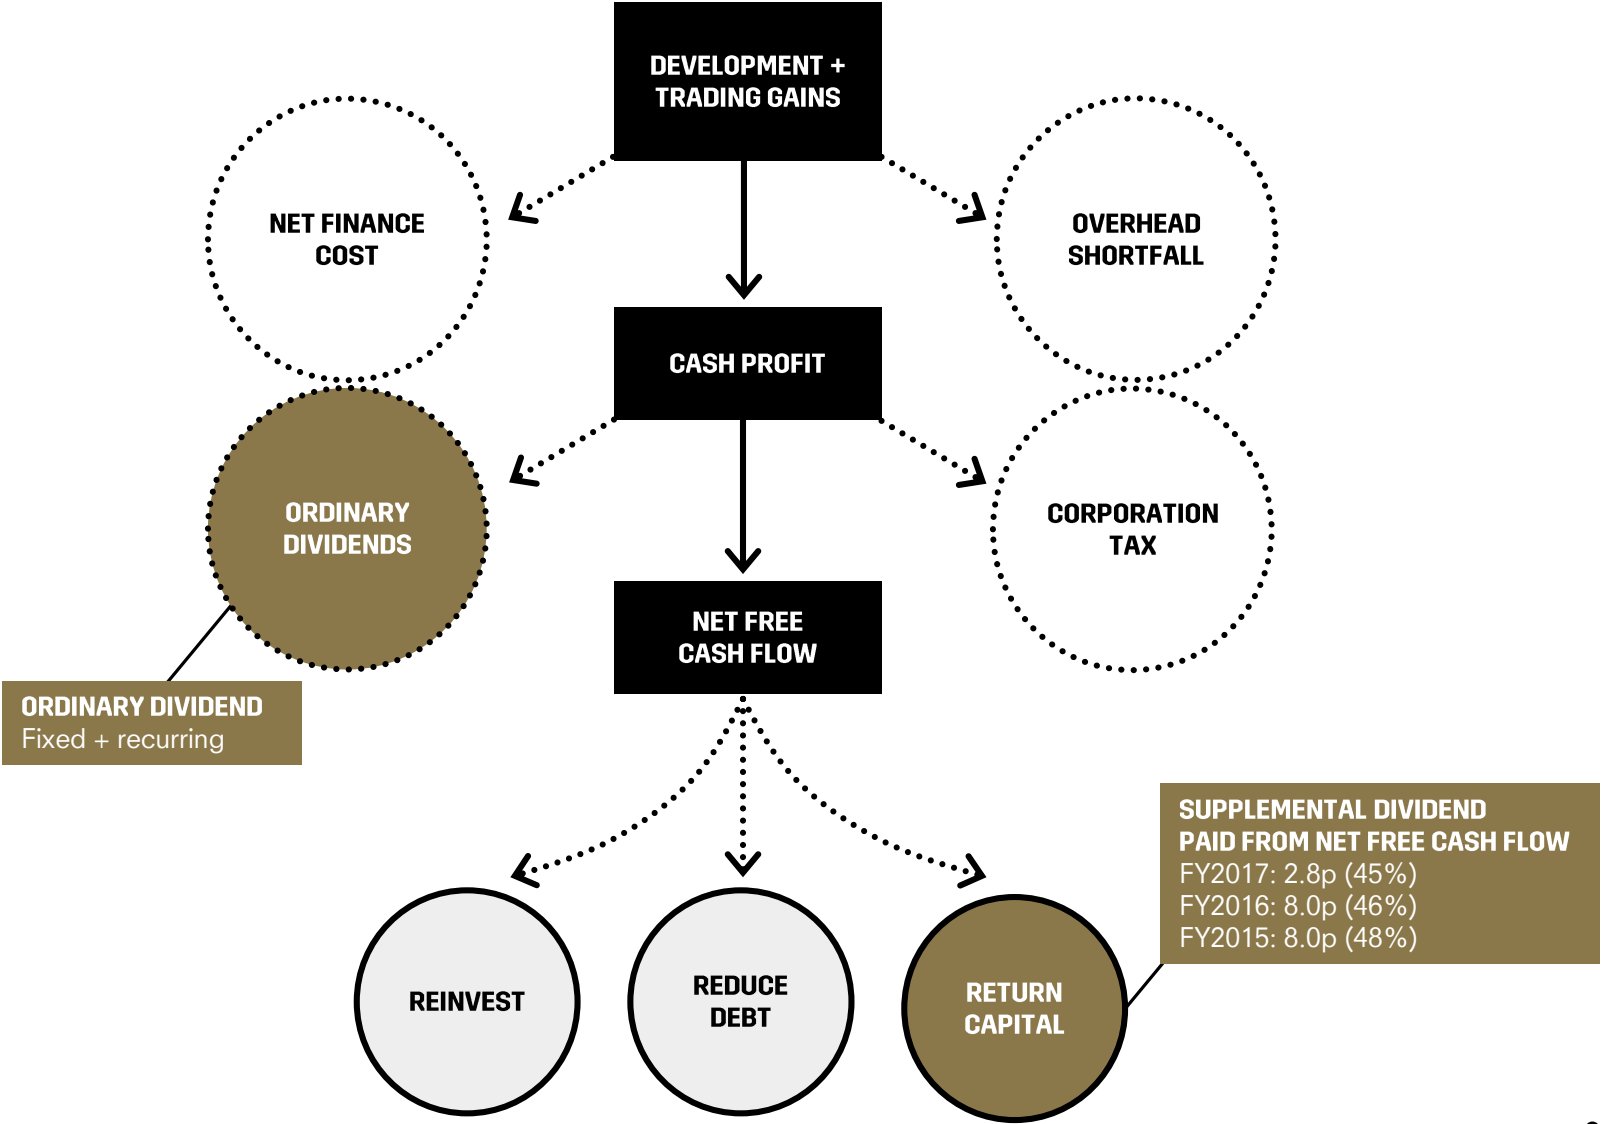 DEVELOPMENT +
TRADING GAINS
NET FINANCE
COST
OVERHEAD
SHORTFALL
CASH PROFIT
ORDINARY
DIVIDENDS
CORPORATION
TAX
NET FREE
CASH FLOW
ORDINARY DIVIDEND
Fixed + recurring
SUPPLEMENTAL DIVIDEND
PAID FROM NET FREE CASH FLOW
FY2017: 2.8p (45%)
FY2016: 8.0p (46%)
FY2015: 8.0p (48%)
REINVEST
REDUCE
DEBT
RETURN
CAPITAL